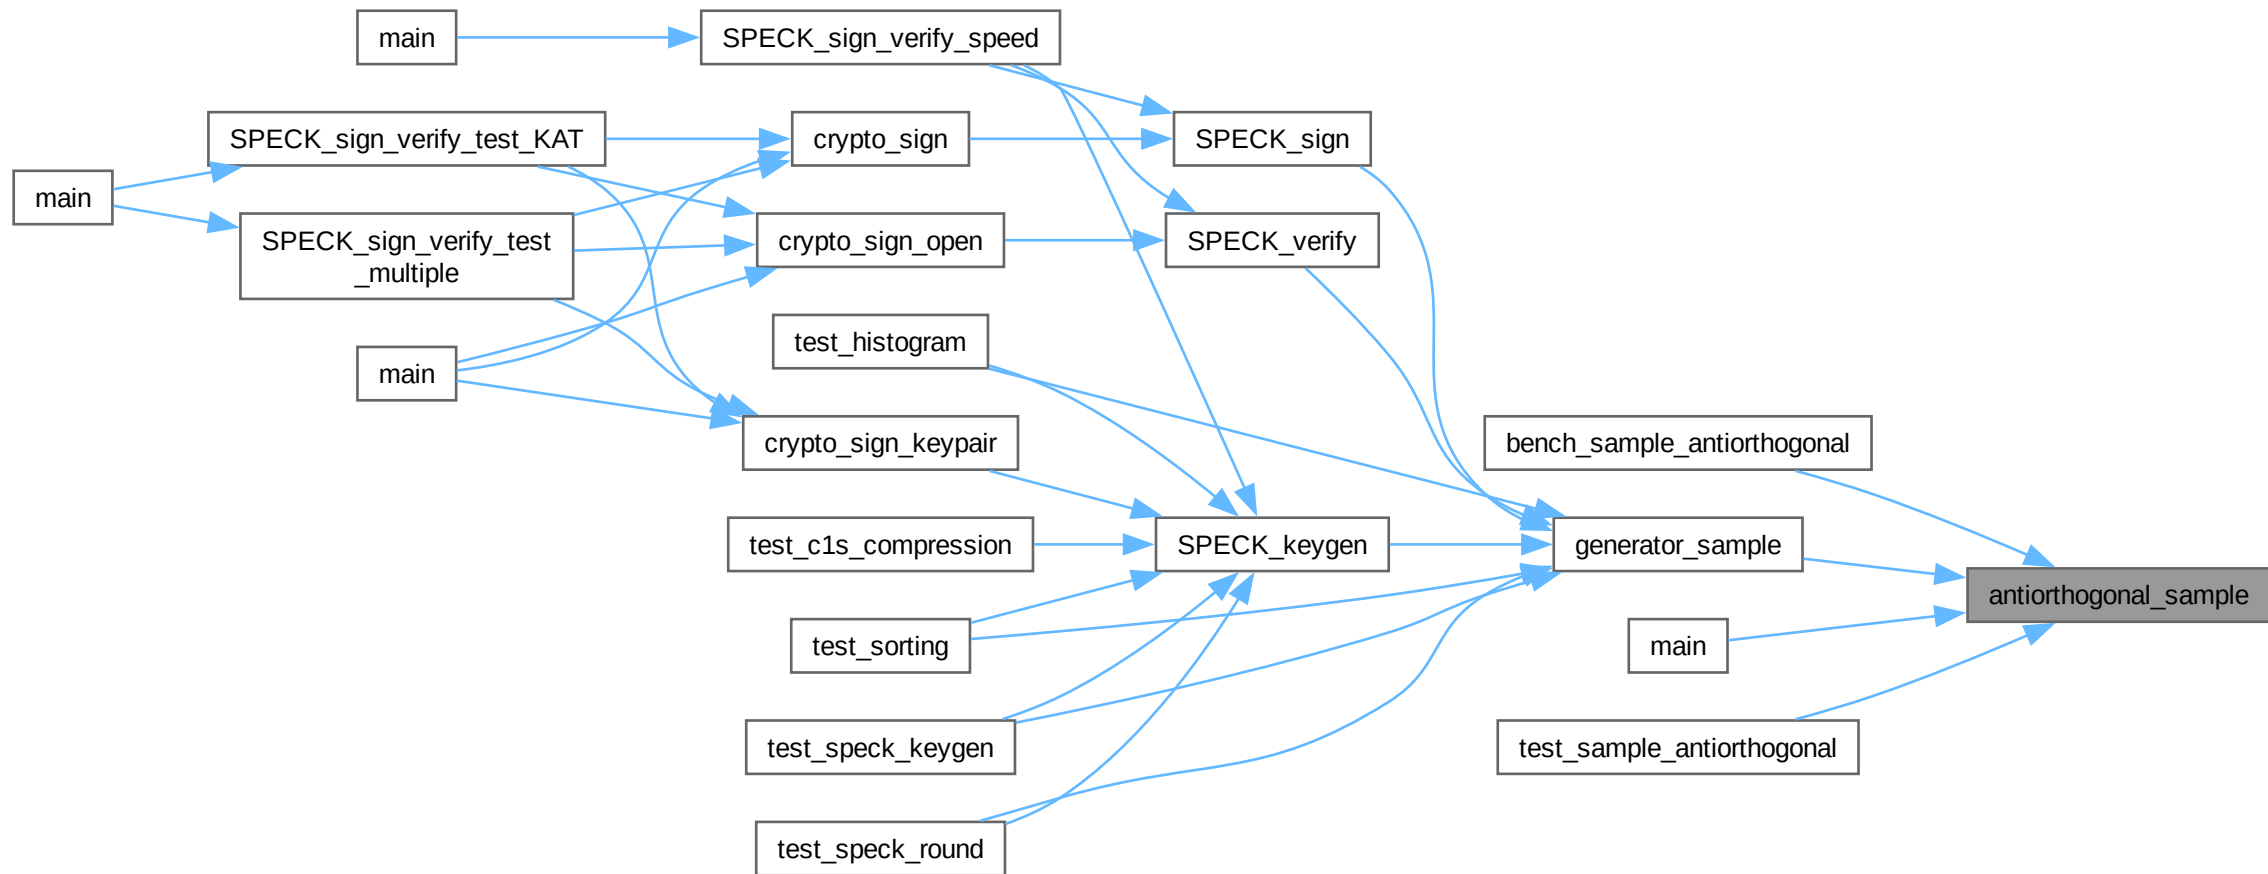 main
SPECK_sign_verify_speed
SPECK_sign_verify_test_KAT
crypto_sign
SPECK_sign
main
SPECK_sign_verify_test
_multiple
crypto_sign_open
SPECK_verify
test_histogram
main
crypto_sign_keypair
bench_sample_antiorthogonal
test_c1s_compression
SPECK_keygen
generator_sample
antiorthogonal_sample
test_sorting
main
test_speck_keygen
test_sample_antiorthogonal
test_speck_round